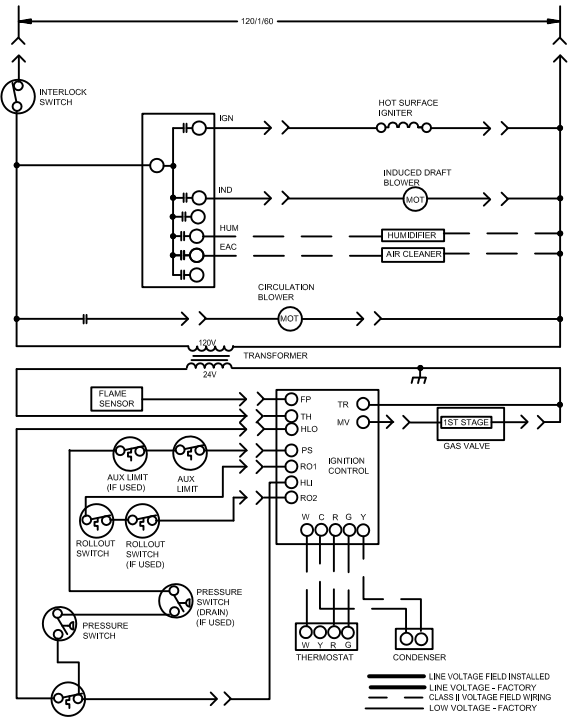 120/1/60
INTERLOCK
SWITCH
IGN
HOT SURFACE
IGNITER
INDUCED DRAFT
BLOWER
IND
MOT
HUM
HUMIDIFIER
EAC
AIR CLEANER
CIRCULATION
BLOWER
MOT
120V
TRANSFORMER
24V
FLAME
SENSOR
FP
TH
HLO
PS
RO1
HLI
RO2
TR
MV
IGNITION
CONTROL
W C R G Y
1ST STAGE
GAS VALVE
AUX LIMIT
(IF USED)
AUX
LIMIT
ROLLOUT
SWITCH
ROLLOUT
SWITCH
(IF USED)
PRESSURE
SWITCH
(DRAIN)
(IF USED)
PRESSURE
SWITCH
W Y R G
THERMOSTAT
CONDENSER
LINE VOLTAGE FIELD INSTALLED
LINE VOLTAGE - FACTORY
CLASS II VOLTAGE FIELD WIRING
LOW VOLTAGE - FACTORY